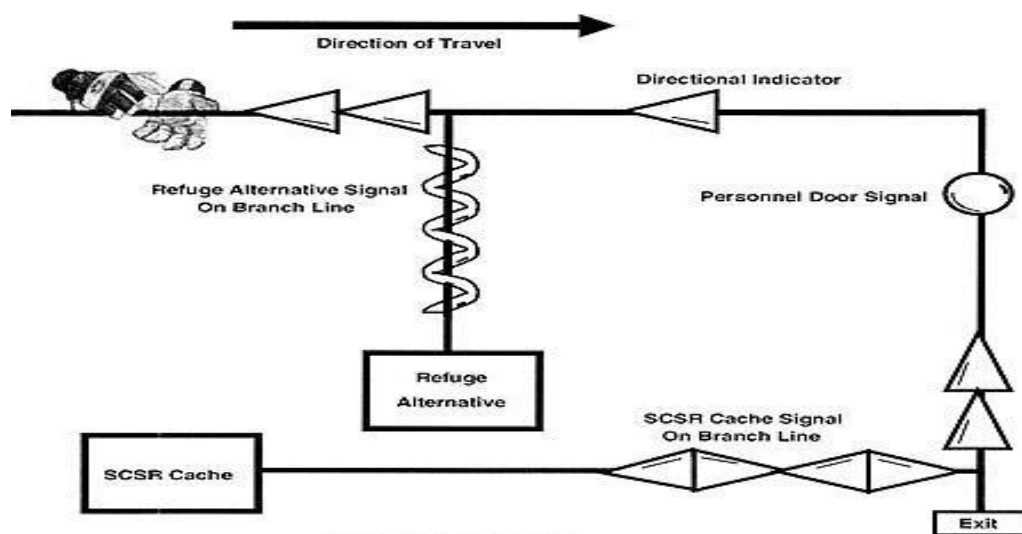 Direction of Travel
Directional Indicator
Refuge Alternative Signal
On Branch Line
Personnel Door Signal
Refuge
Alternative
SCSR Cache Signal
On Branch Line
SCSR Cache
Exit